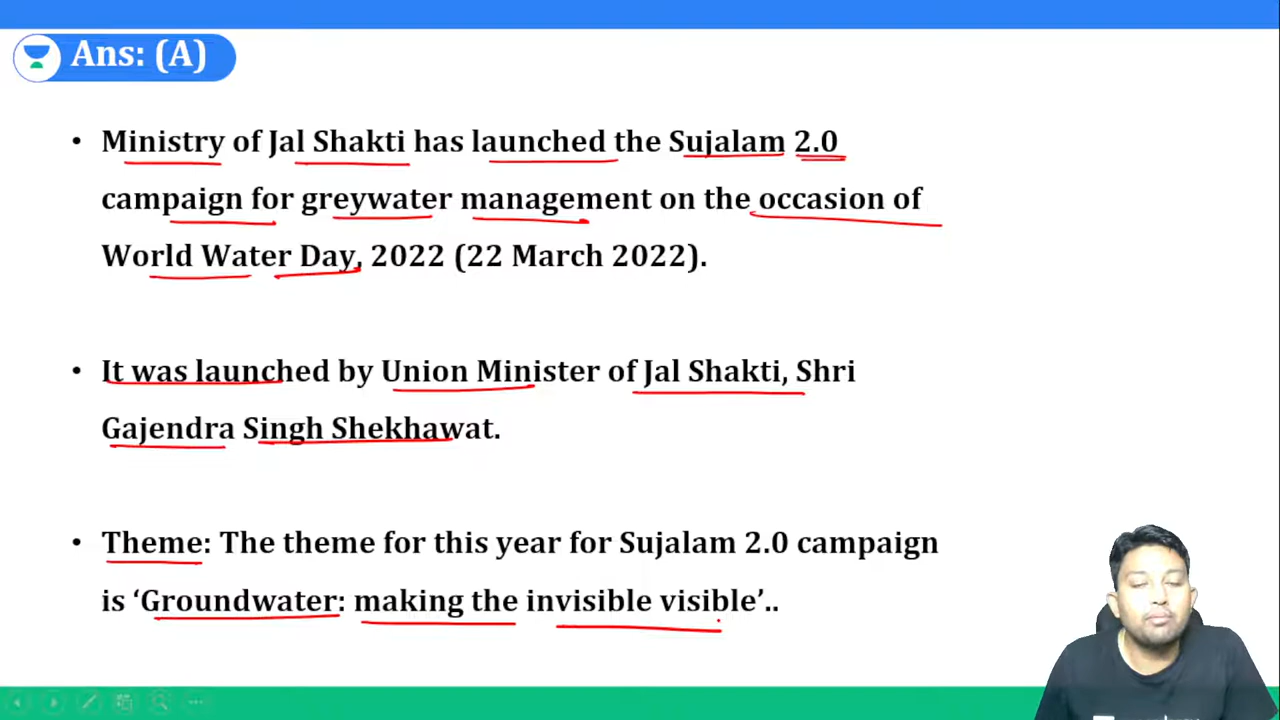 Ans: (A)
• Ministry of Jal Shakti has launched the Sujalam 2.0
campaign for greywater management on the occasion of
World Water Day, 2022 (22 March 2022).
• It was launched by Union Minister of Jal Shakti, Shri
Gajendra Singh Shekhawat.
• Theme: The theme for this year for Sujalam 2.0 campaign
is ‘Groundwater: making the invisible visible’..